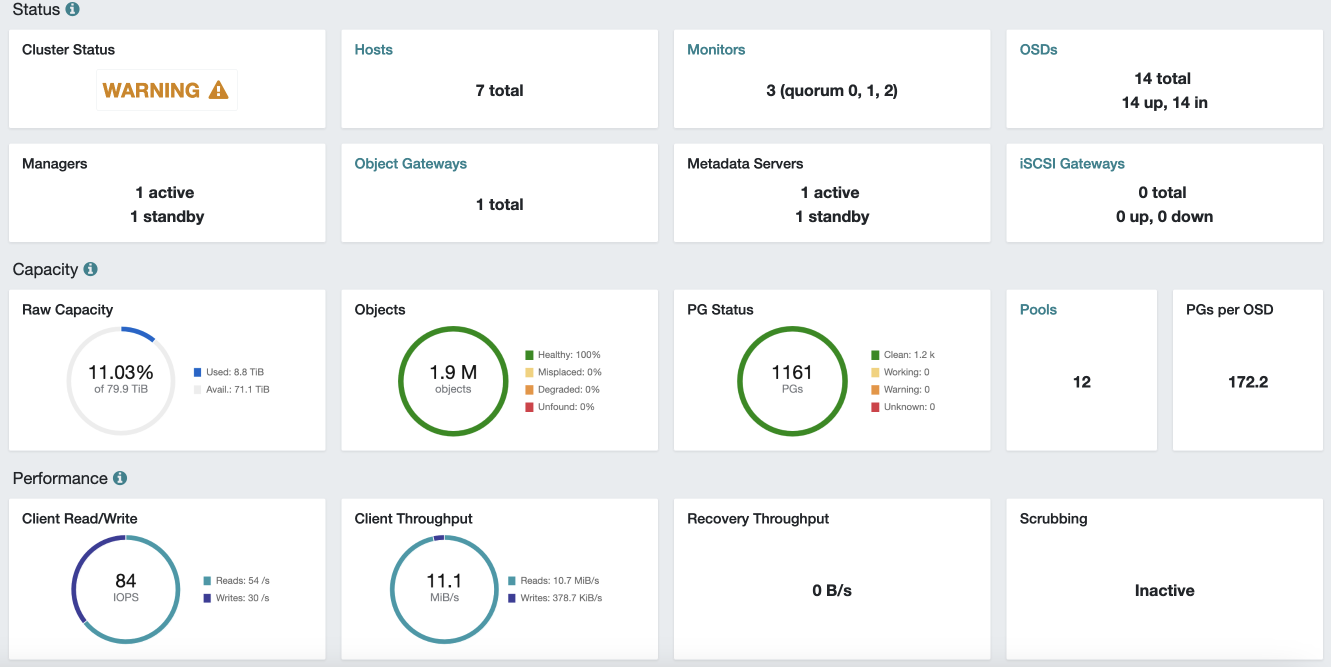 Status
Cluster Status
WARNING
Hosts
7 total
Monitors
3 (quorum 0, 1, 2)
OSDs
14 total
14 up, 14 in
Managers
1 active
1 standby
Object Gateways
1 total
Metadata Servers
1 active
1 standby
iSCSI Gateways
0 total
0 up, 0 down
Capacity
Raw Capacity
11.03%
of 79.9 TiB
Used: 8.8 TiB
Avail.: 71.1 TiB
Objects
1.9 M
objects
Healthy: 100%
Misplaced: 0%
Degraded: 0%
Unfound: 0%
PG Status
1161
PGs
Clean: 1.2 k
Working: 0
Warning: 0
Unknown: 0
Pools
12
PGs per OSD
172.2
Performance
Client Read/Write
84
IOPS
Reads: 54 /s
Writes: 30 /s
Client Throughput
11.1
MiB/s
Reads: 10.7 MiB/s
Writes: 378.7 KiB/s
Recovery Throughput
0 B/s
Scrubbing
Inactive